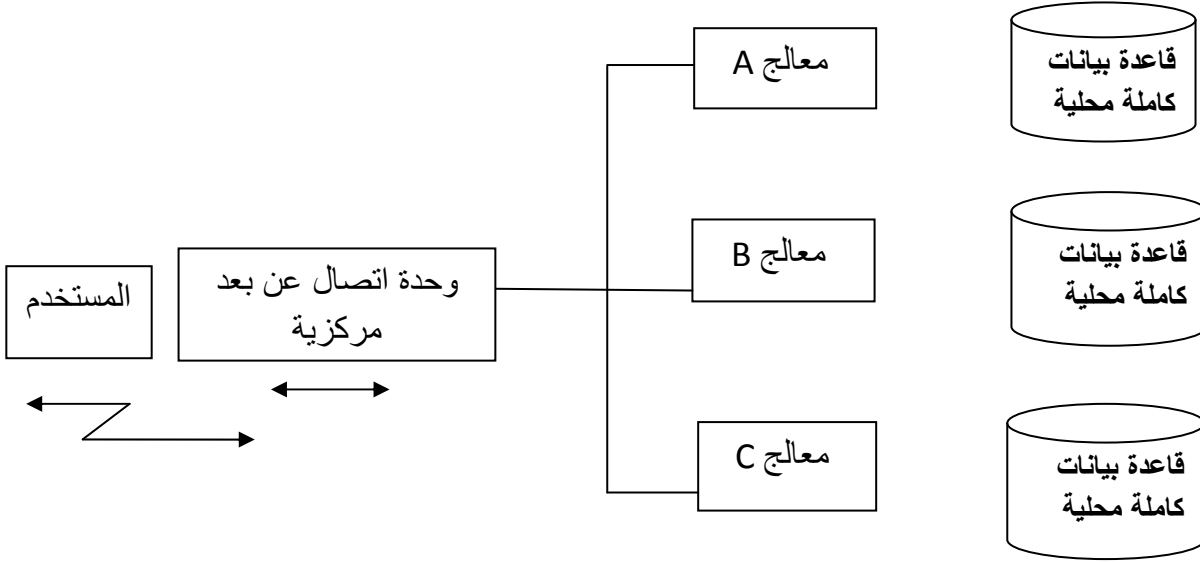 معالج A
قاعدة بيانات
كاملة محلية
معالج B
قاعدة بيانات
كاملة محلية
وحدة اتصال عن بعد
مركزية
المستخدم
معالج C
قاعدة بيانات
كاملة محلية